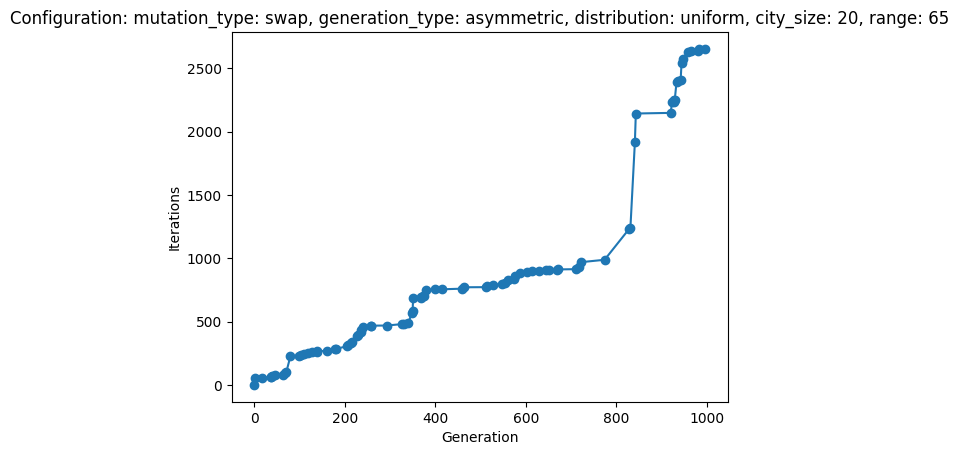 Configuration: mutation_type: swap, generation_type: asymmetric, distribution: uniform, city_size: 20, range: 65
2500
2000
1500
1000
500
0
Iterations
0 200 400 600 800 1000
Generation